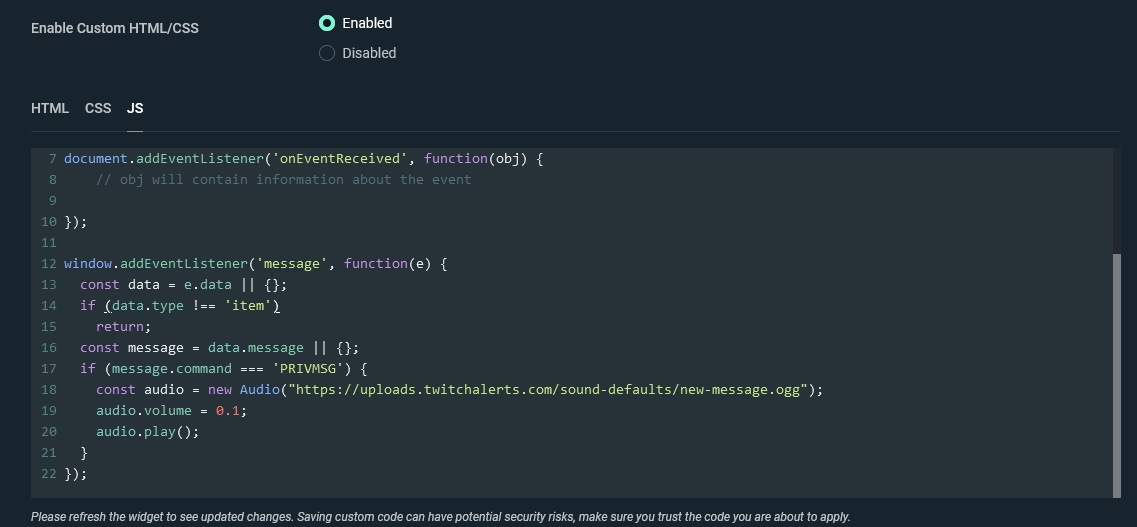 Enable Custom HTML/CSS
Enabled
Disabled
HTML CSS JS
7 document.addEventListener('onEventReceived', function(obj) {
8     // obj will contain information about the event
9
10 });
11
12 window.addEventListener('message', function(e) {
13   const data = e.data || {};
14   if (data.type !== 'item')
15     return;
16   const message = data.message || {};
17   if (message.command === 'PRIVMSG') {
18     const audio = new Audio("https://uploads.twitchalerts.com/sound-defaults/new-message.ogg");
19     audio.volume = 0.1;
20     audio.play();
21   }
22 });
Please refresh the widget to see updated changes. Saving custom code can have potential security risks, make sure you trust the code you are about to apply.